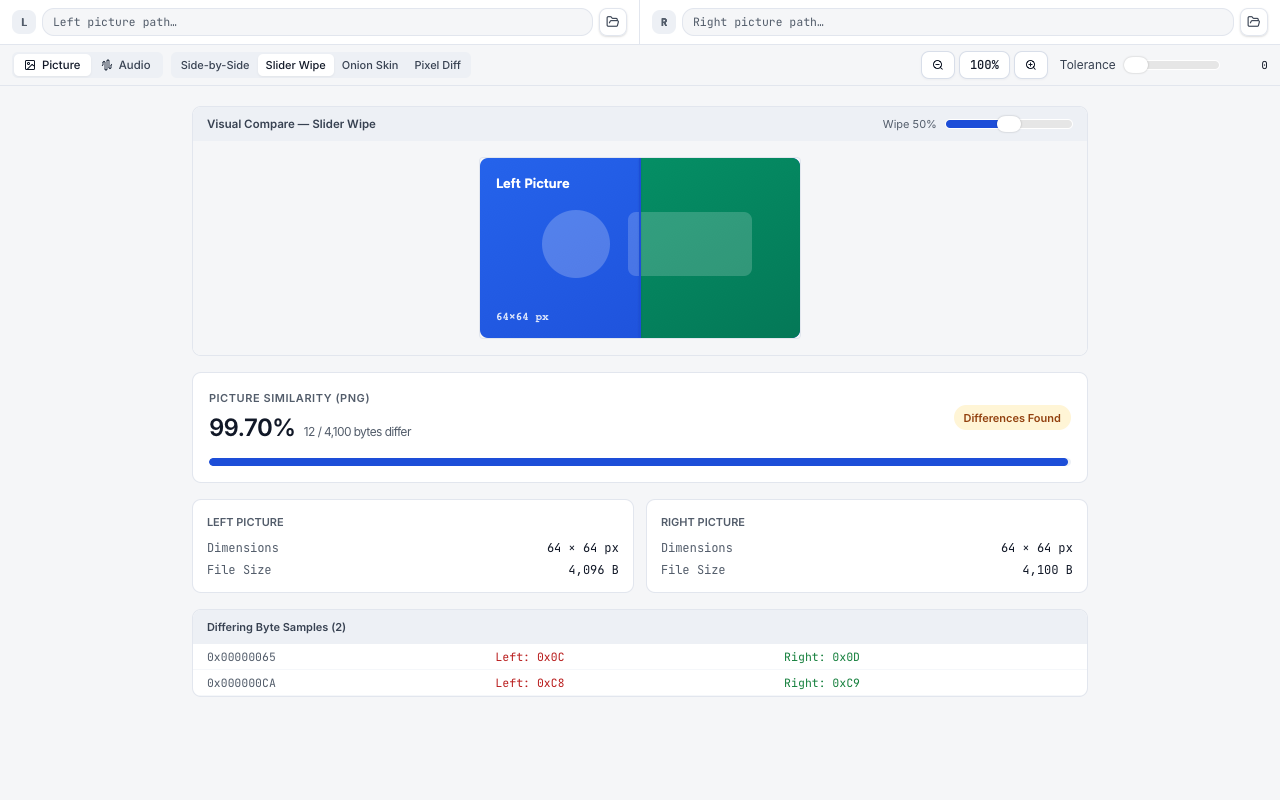 L Left picture path… R Right picture path…
Picture Audio Side-by-Side Slider Wipe Onion Skin Pixel Diff 100% Tolerance 0
Visual Compare — Slider Wipe Wipe 50%
Left Picture
64×64 px
PICTURE SIMILARITY (PNG)
99.70% 12 / 4,100 bytes differ
Differences Found
LEFT PICTURE
Dimensions 64 × 64 px
File Size 4,096 B
RIGHT PICTURE
Dimensions 64 × 64 px
File Size 4,100 B
Differing Byte Samples (2)
0x00000065 Left: 0x0C Right: 0x0D
0x000000CA Left: 0xC8 Right: 0xC9